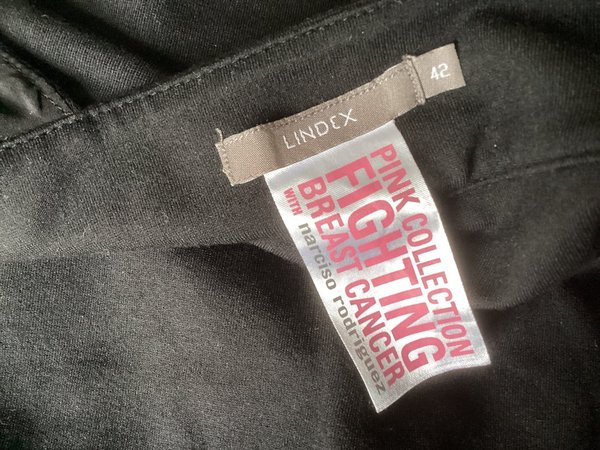 LINDEX
42
PINK COLLECTION
FIGHTING
BREAST CANCER
WITH narciso rodriguez